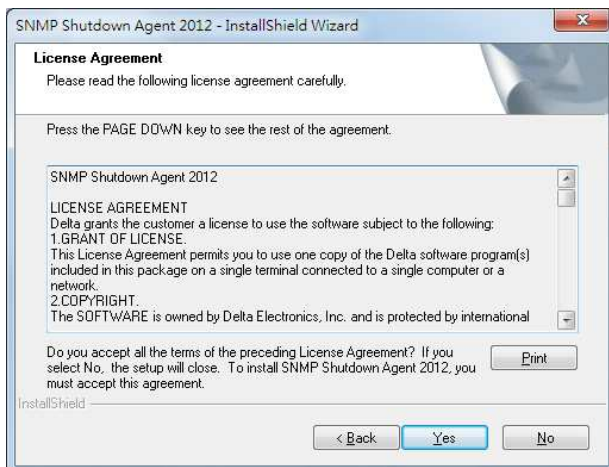 SNMP Shutdown Agent 2012 - InstallShield Wizard
License Agreement
Please read the following license agreement carefully.
Press the PAGE DOWN key to see the rest of the agreement.
SNMP Shutdown Agent 2012
LICENSE AGREEMENT
Delta grants the customer a license to use the software subject to the following:
1.GRANT OF LICENSE.
This License Agreement permits you to use one copy of the Delta software program(s)
included in this package on a single terminal connected to a single computer or a
network.
2.COPYRIGHT.
The SOFTWARE is owned by Delta Electronics, Inc. and is protected by international
Do you accept all the terms of the preceding License Agreement? If you
select No, the setup will close. To install SNMP Shutdown Agent 2012, you
must accept this agreement.
Print
InstallShield
< Back
Yes
No